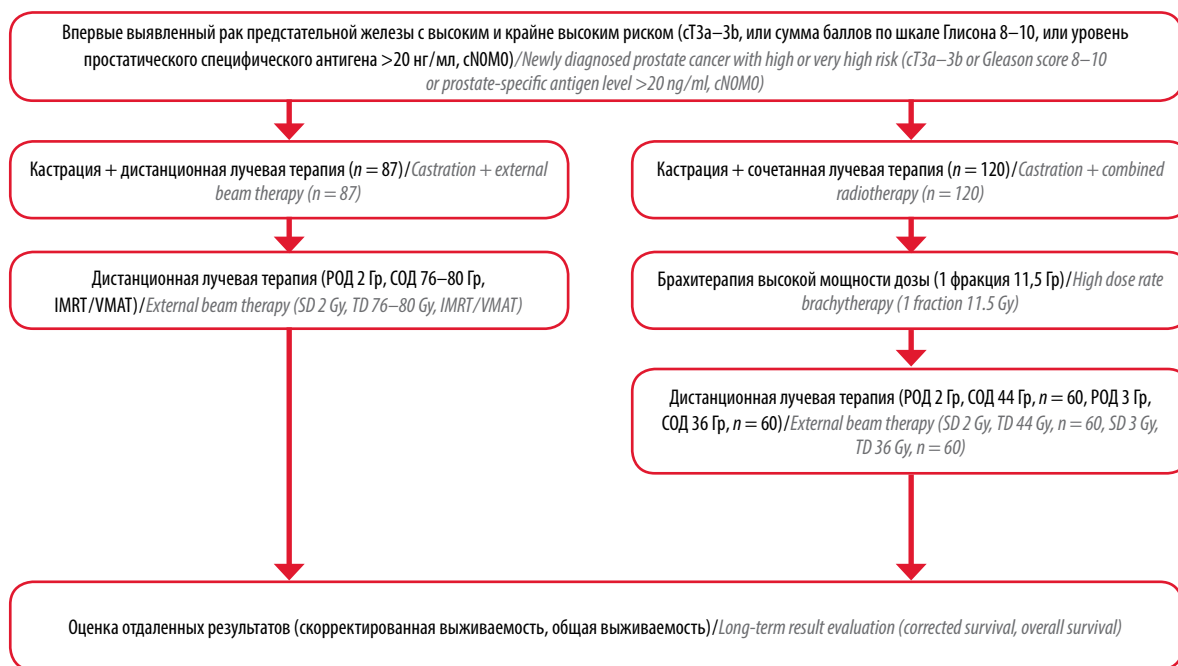 Впервые выявленный рак предстательной железы с высоким и крайне высоким риском (cT3a–3b, или сумма баллов по шкале Глисона 8–10, или уровень
простатического специфического антигена >20 нг/мл, cN0M0)/Newly diagnosed prostate cancer with high or very high risk (cT3a–3b or Gleason score 8–10
or prostate-specific antigen level >20 ng/ml, cN0M0)
Кастрация + дистанционная лучевая терапия (n = 87)/Castration + external
beam therapy (n = 87)
Кастрация + сочетанная лучевая терапия (n = 120)/Castration + combined
radiotherapy (n = 120)
Дистанционная лучевая терапия (РОД 2 Гр, СОД 76–80 Гр,
IMRT/VMAT)/External beam therapy (SD 2 Gy, TD 76–80 Gy, IMRT/VMAT)
Брахитерапия высокой мощности дозы (1 фракция 11,5 Гр)/High dose rate
brachytherapy (1 fraction 11.5 Gy)
Дистанционная лучевая терапия (РОД 2 Гр, СОД 44 Гр, n = 60, РОД 3 Гр,
СОД 36 Гр, n = 60)/External beam therapy (SD 2 Gy, TD 44 Gy, n = 60, SD 3 Gy,
TD 36 Gy, n = 60)
Оценка отдаленных результатов (скорректированная выживаемость, общая выживаемость)/Long-term result evaluation (corrected survival, overall survival)